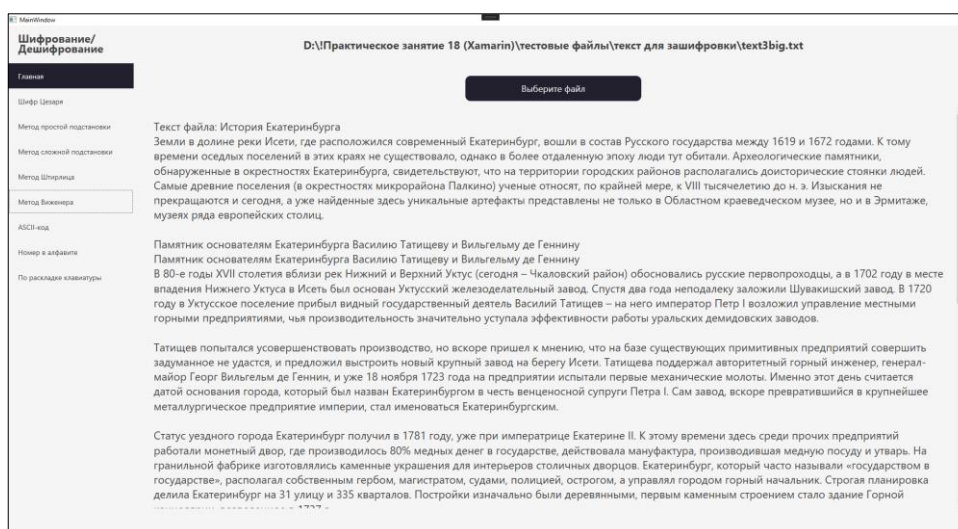 MainWindow
Шифрование/
Дешифрование
Главная
Шифр Цезаря
Метод простой подстановки
Метод сложной подстановки
Метод Штирлица
Метод Виженера
ASCII-код
Номер в алфавите
По раскладке клавиатуры
D:\!Практическое занятие 18 (Xamarin)\тестовые файлы\текст для зашифровки\text3big.txt
Выберите файл
Текст файла: История Екатеринбурга
Земли в долине реки Исети, где расположился современный Екатеринбург, вошли в состав Русского государства между 1619 и 1672 годами. К тому
времени оседлых поселений в этих краях не существовало, однако в более отдаленную эпоху люди тут обитали. Археологические памятники,
обнаруженные в окрестностях Екатеринбурга, свидетельствуют, что на территории городских районов располагались доисторические стоянки людей.
Самые древние поселения (в окрестностях микрорайона Палкино) ученые относят, по крайней мере, к VIII тысячелетию до н. э. Изыскания не
прекращаются и сегодня, а уже найденные здесь уникальные артефакты представлены не только в Областном краеведческом музее, но и в Эрмитаже,
музеях ряда европейских столиц.
Памятник основателям Екатеринбурга Василию Татищеву и Вильгельму де Геннину
Памятник основателям Екатеринбурга Василию Татищеву и Вильгельму де Геннину
В 80-е годы XVII столетия вблизи рек Нижний и Верхний Уктус (сегодня – Чкаловский район) обосновались русские первопроходцы, а в 1702 году в месте
впадения Нижнего Уктуса в Исеть был основан Уктусский железоделательный завод. Спустя два года неподалеку заложили Шувакишский завод. В 1720
году в Уктусское поселение прибыл видный государственный деятель Василий Татищев – на него император Петр I возложил управление местными
горными предприятиями, чья производительность значительно уступала эффективности работы уральских демидовских заводов.
Татищев попытался усовершенствовать производство, но вскоре пришел к мнению, что на базе существующих примитивных предприятий совершить
задуманное не удастся, и предложил выстроить новый крупный завод на берегу Исети. Татищева поддержал авторитетный горный инженер, генерал-
майор Георг Вильгельм де Геннин, и уже 18 ноября 1723 года на предприятии испытали первые механические молоты. Именно этот день считается
датой основания города, который был назван Екатеринбургом в честь венценосной супруги Петра I. Сам завод, вскоре превратившийся в крупнейшее
металлургическое предприятие империи, стал именоваться Екатеринбургским.
Статус уездного города Екатеринбург получил в 1781 году, уже при императрице Екатерине II. К этому времени здесь среди прочих предприятий
работали монетный двор, где производилось 80% медных денег в государстве, действовала мануфактура, производившая медную посуду и утварь. На
гранильной фабрике изготовлялись каменные украшения для интерьеров столичных дворцов. Екатеринбург, который часто называли «государством в
государстве», располагал собственным гербом, магистратом, судами, полицией, острогом, а управлял городом горный начальник. Строгая планировка
делила Екатеринбург на 31 улицу и 335 кварталов. Постройки изначально были деревянными, первым каменным строением стало здание Горной